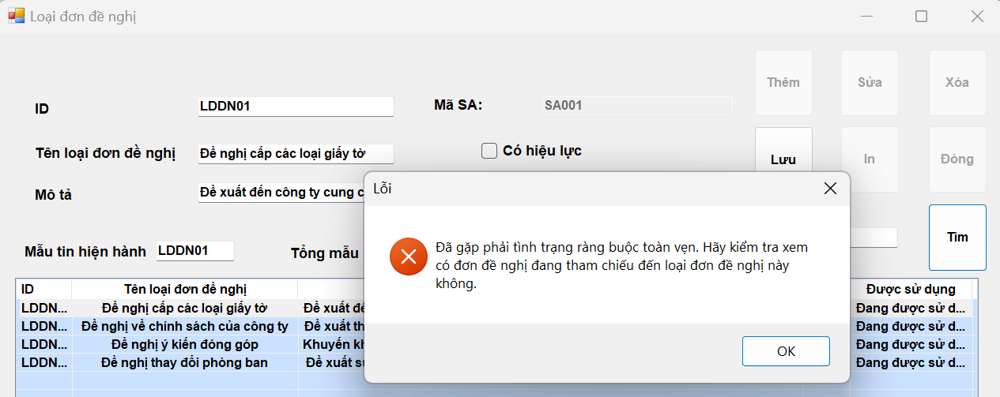 Loại đơn đề nghị
Thêm Sửa Xóa
ID LDDN01 Mã SA: SA001
Tên loại đơn đề nghị Đề nghị cấp các loại giấy tờ Có hiệu lực
Lưu In Đóng
Mô tả Đề xuất đến công ty cung c
Lỗi
Đã gặp phải tình trạng ràng buộc toàn vẹn. Hãy kiểm tra xem
có đơn đề nghị đang tham chiếu đến loại đơn đề nghị này
không.
OK
Tìm
Mẫu tin hiện hành LDDN01 Tổng mẫu
ID Tên loại đơn đề nghị Được sử dụng
LDDN... Đề nghị cấp các loại giấy tờ Đề xuất đế Đang được sử d...
LDDN... Đề nghị về chính sách của công ty Đề xuất th Đang được sử d...
LDDN... Đề nghị ý kiến đóng góp Khuyến kh Đang được sử d...
LDDN... Đề nghị thay đổi phòng ban Đề xuất sự Đang được sử d...